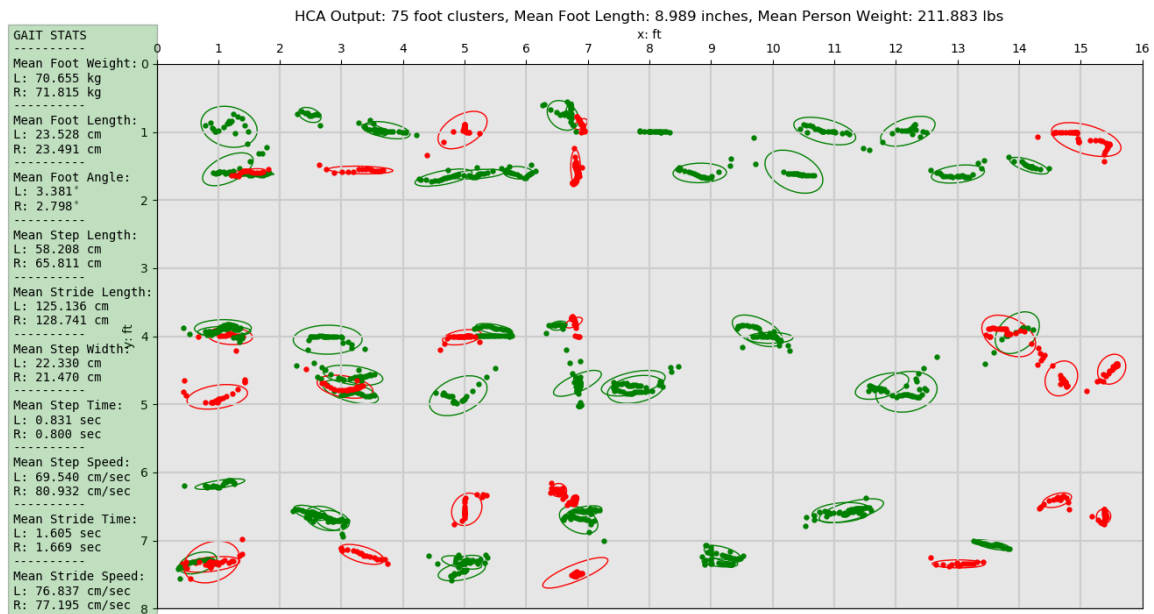 HCA Output: 75 foot clusters, Mean Foot Length: 8.989 inches, Mean Person Weight: 211.883 lbs
x: ft
0 1 2 3 4 5 6 7 8 9 10 11 12 13 14 15 16
GAIT STATS
----------
Mean Foot Weight:
L: 70.655 kg
R: 71.815 kg
----------
Mean Foot Length:
L: 23.528 cm
R: 23.491 cm
----------
Mean Foot Angle:
L: 3.381°
R: 2.798°
----------
Mean Step Length:
L: 58.208 cm
R: 65.811 cm
----------
Mean Stride Length:
L: 125.136 cm
R: 128.741 cm
----------
Mean Step Width:
L: 22.330 cm
R: 21.470 cm
----------
Mean Step Time:
L: 0.831 sec
R: 0.800 sec
----------
Mean Step Speed:
L: 69.540 cm/sec
R: 80.932 cm/sec
----------
Mean Stride Time:
L: 1.605 sec
R: 1.669 sec
----------
Mean Stride Speed:
L: 76.837 cm/sec
R: 77.195 cm/sec
y: ft
0
1
2
3
4
5
6
7
8